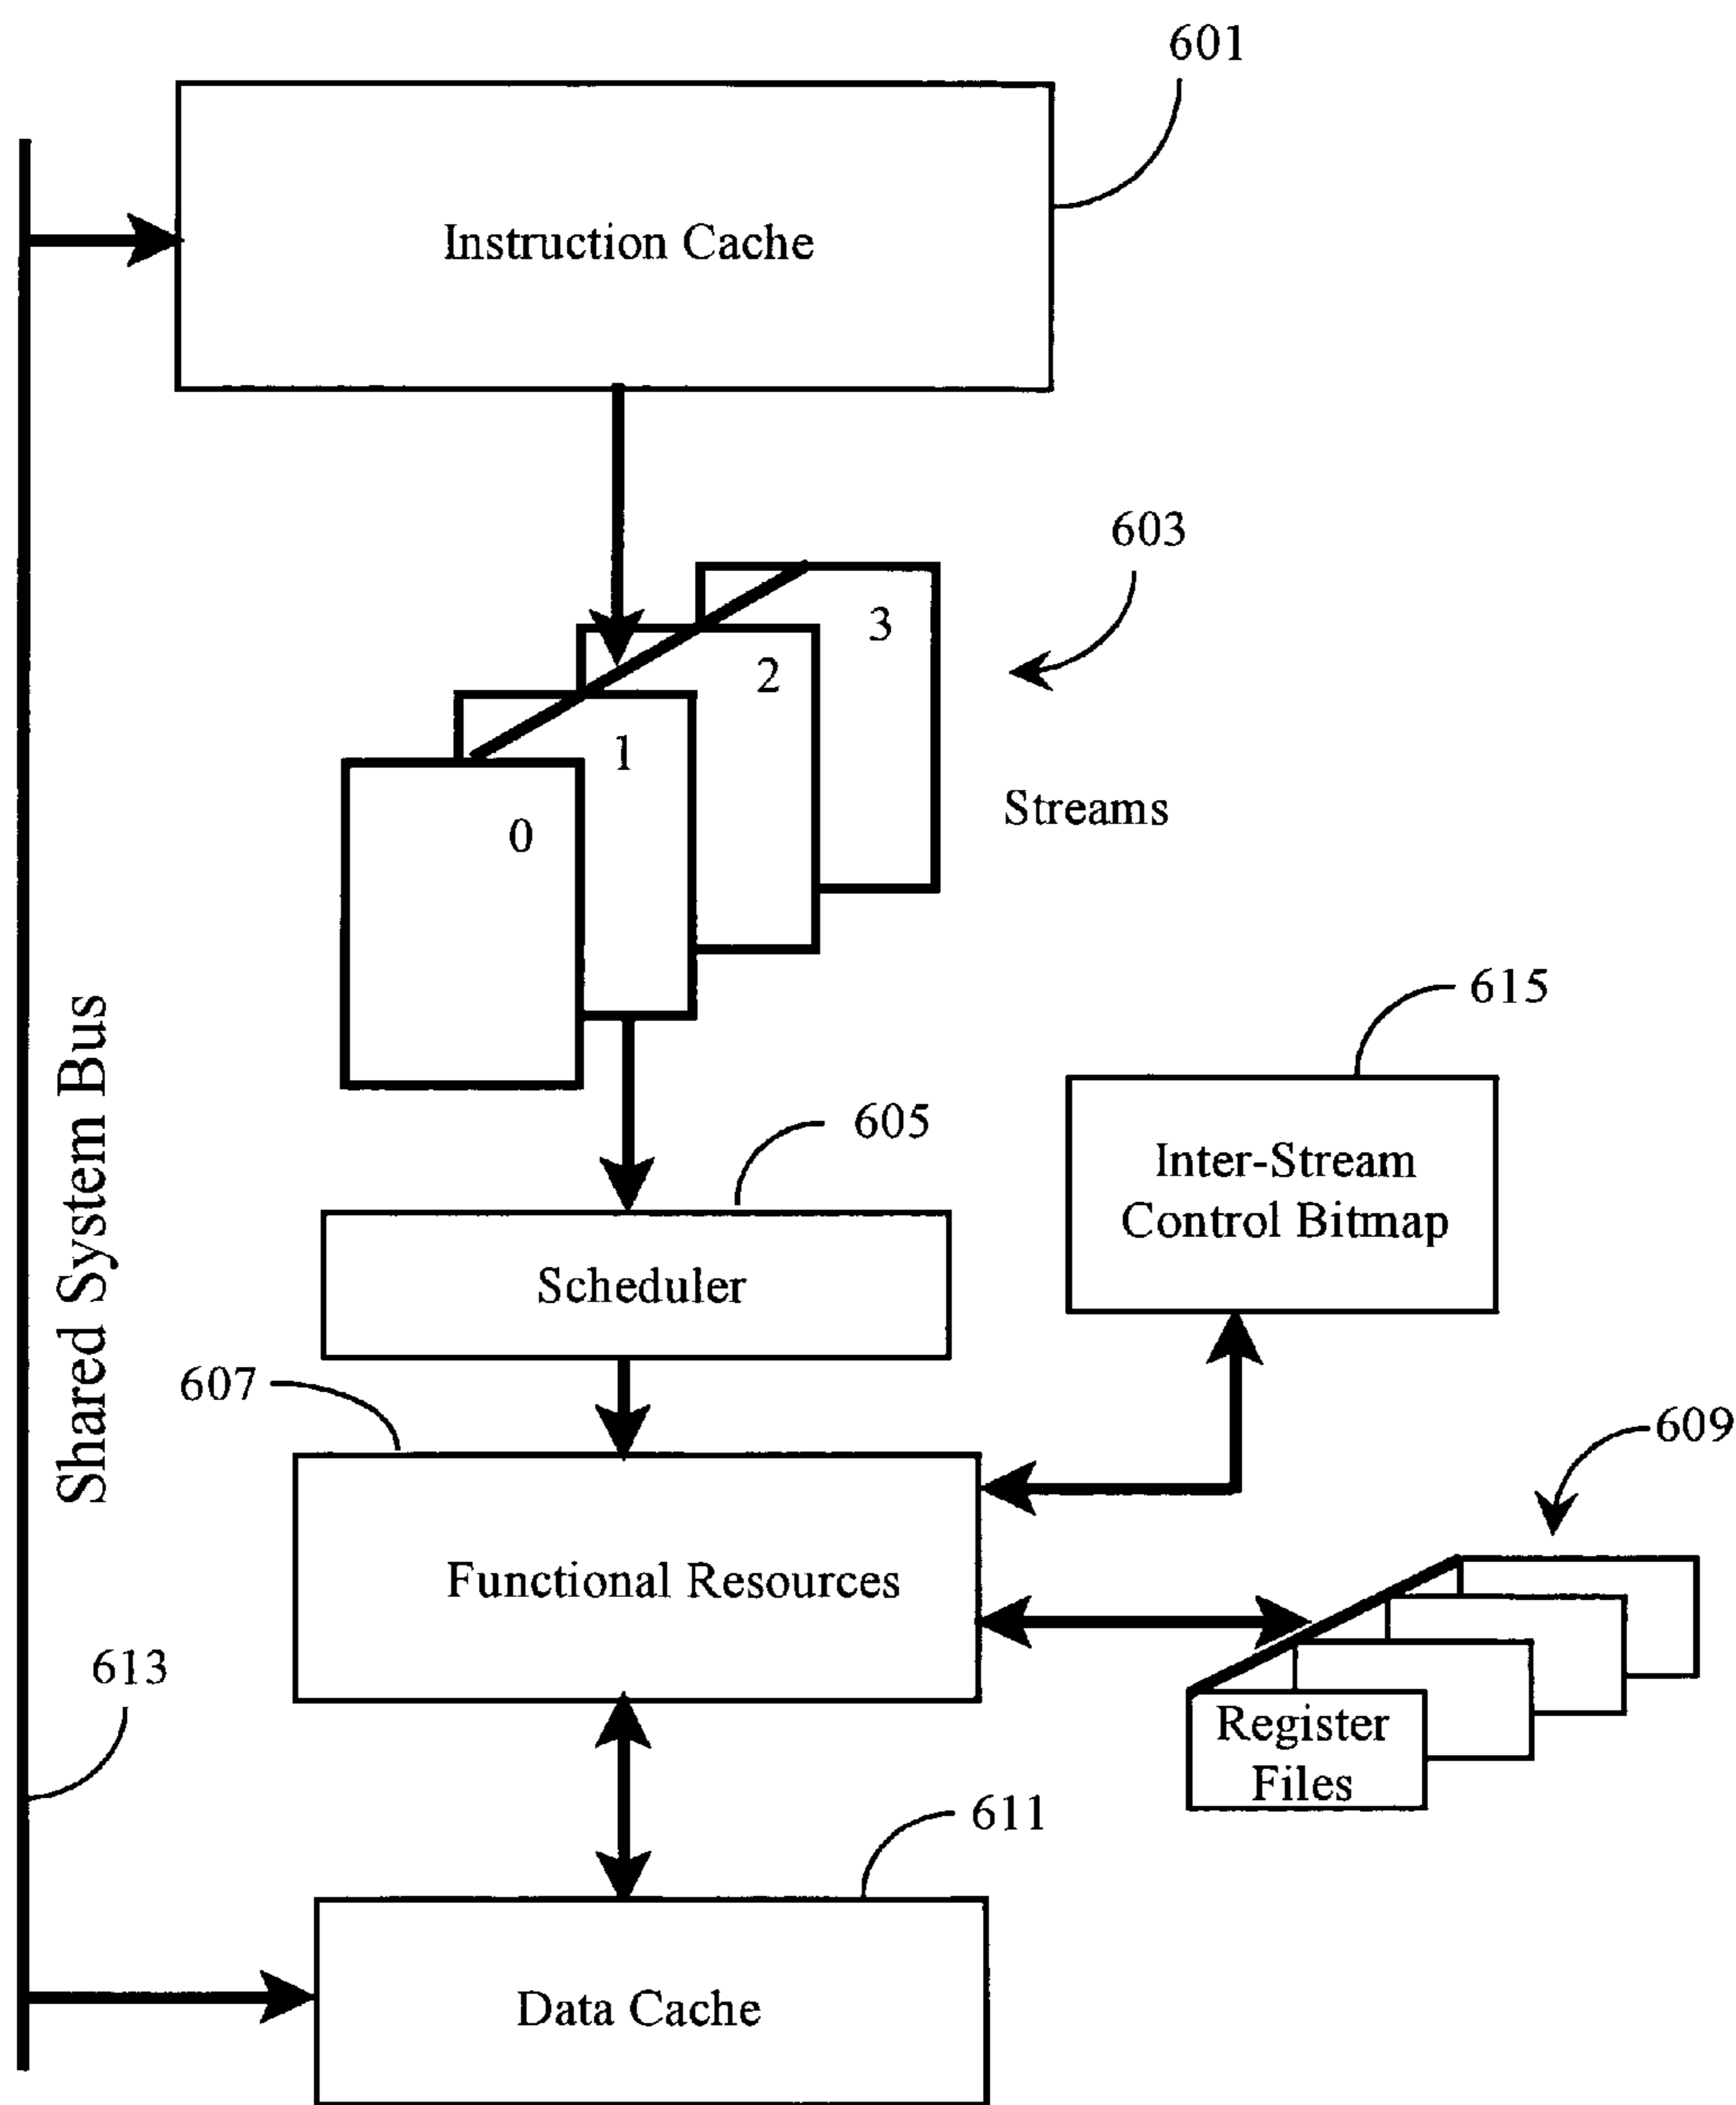 601
Instruction Cache
603
3
2
1
0
Streams
Shared System Bus
615
605
Inter-Stream
Control Bitmap
Scheduler
607
609
Functional Resources
613
Register
Files
611
Data Cache